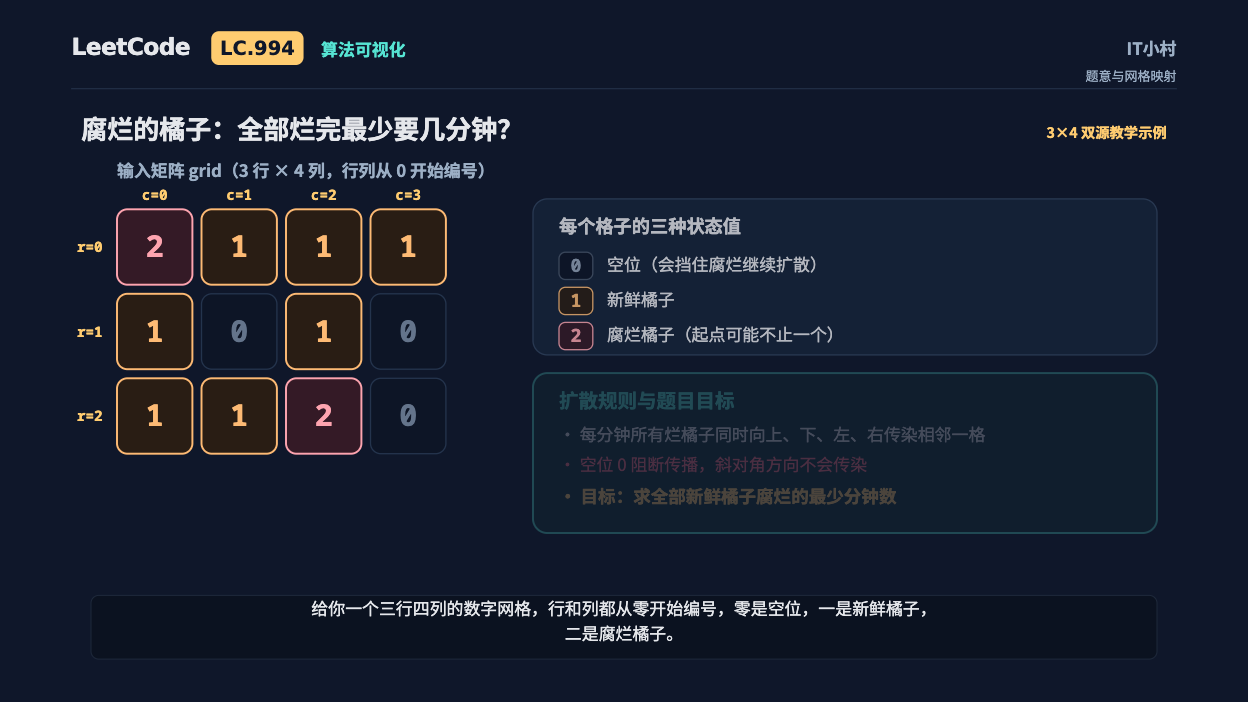 LeetCode LC.994 算法可视化
IT小村
题意与网格映射
腐烂的橘子：全部烂完最少要几分钟？
3×4 双源教学示例
输入矩阵 grid（3 行 × 4 列，行列从 0 开始编号）
c=0 c=1 c=2 c=3
r=0 2 1 1 1
r=1 1 0 1 0
r=2 1 1 2 0
每个格子的三种状态值
0 空位（会挡住腐烂继续扩散）
1 新鲜橘子
2 腐烂橘子（起点可能不止一个）
扩散规则与题目目标
• 每分钟所有烂橘子同时向上、下、左、右传染相邻一格
• 空位 0 阻断传播，斜对角方向不会传染
• 目标：求全部新鲜橘子腐烂的最少分钟数
给你一个三行四列的数字网格，行和列都从零开始编号，零是空位，一是新鲜橘子，
二是腐烂橘子。